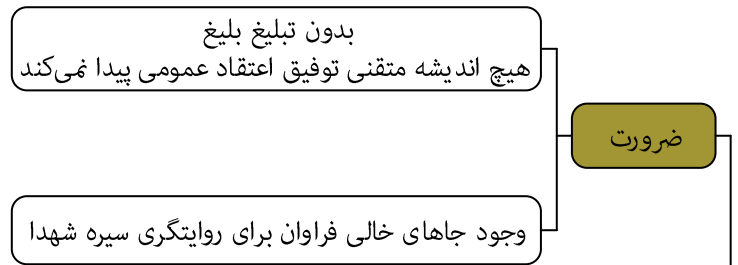 ضرورت
بدون تبلیغ بلیغ
هیچ اندیشه متقنی توفیق اعتقاد عمومی پیدا نمی‌کند
وجود جاهای خالی فراوان برای روایتگری سیره شهدا